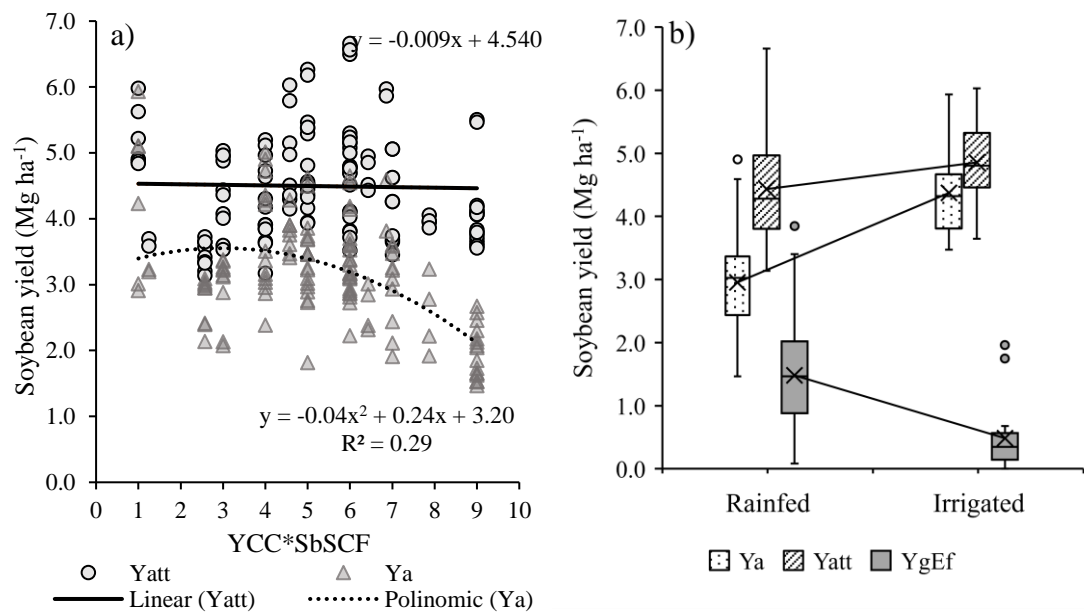 a)
y = -0.009x + 4.540
Soybean yield (Mg ha⁻¹)
7.0
6.0
5.0
4.0
3.0
2.0
1.0
0.0
y = -0.04x² + 0.24x + 3.20
R² = 0.29
0 1 2 3 4 5 6 7 8 9 10
YCC*SbSCF
Yatt Ya
Linear (Yatt) Polinomic (Ya)
b)
Soybean yield (Mg ha⁻¹)
7.0
6.0
5.0
4.0
3.0
2.0
1.0
0.0
Rainfed Irrigated
Ya Yatt YgEf